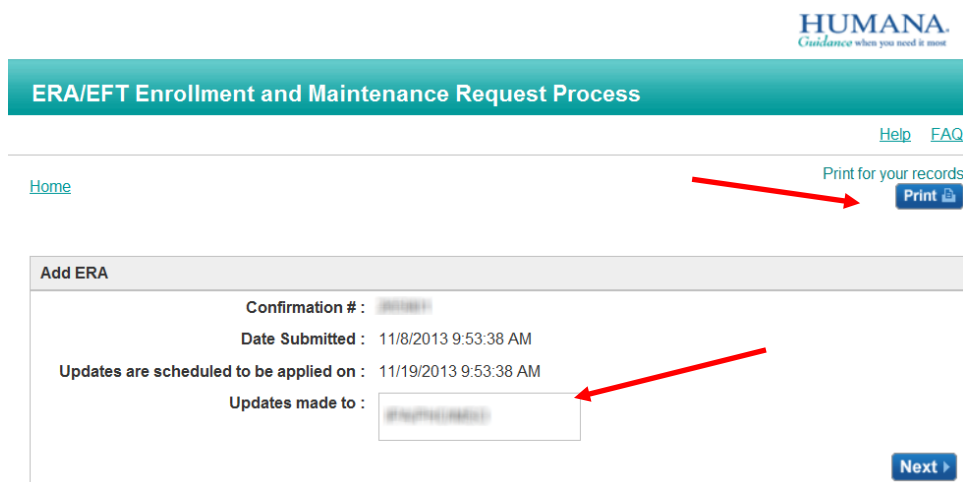 HUMANA.
Guidance when you need it most
ERA/EFT Enrollment and Maintenance Request Process
Help FAQ
Print for your records
Home
Print
Add ERA
Confirmation # :
Date Submitted : 11/8/2013 9:53:38 AM
Updates are scheduled to be applied on : 11/19/2013 9:53:38 AM
Updates made to :
Next